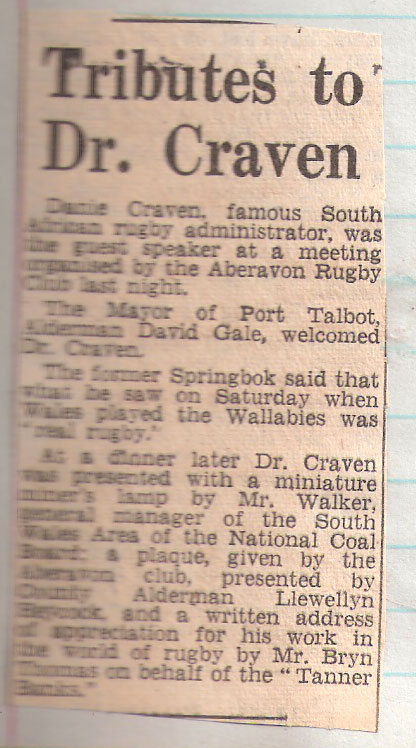 Tributes to
Dr. Craven
Danie Craven, famous South
African rugby administrator, was
the guest speaker at a meeting
organised by the Aberavon Rugby
Club last night.
The Mayor of Port Talbot,
Alderman David Gale, welcomed
Dr. Craven.
The former Springbok said that
what he saw on Saturday when
Wales played the Wallabies was
"real rugby."
At a dinner later Dr. Craven
was presented with a miniature
miner's lamp by Mr. Walker,
general manager of the South
Wales Area of the National Coal
Board; a plaque, given by the
Aberavon club, presented by
County Alderman Llewellyn
Heycock, and a written address
of appreciation for his work in
the world of rugby by Mr. Bryn
Thomas on behalf of the "Tanner
Banks."